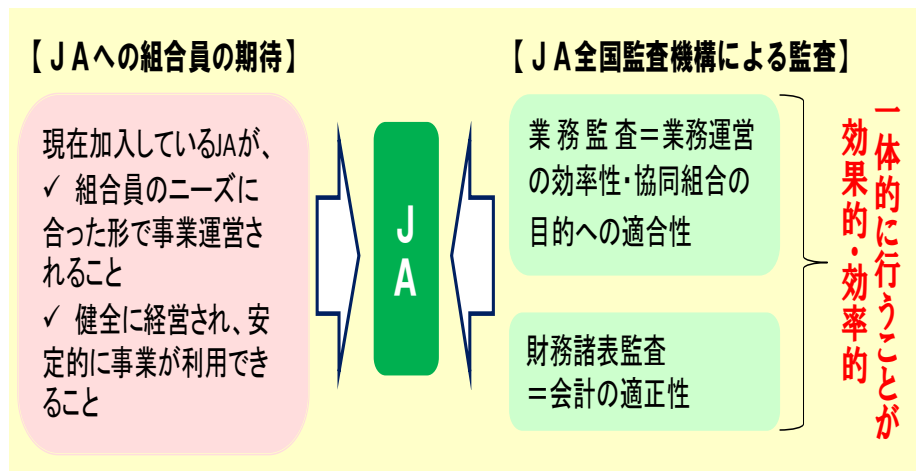 【ＪＡへの組合員の期待】
現在加入しているJAが、
✓ 組合員のニーズに
合った形で事業運営さ
れること
✓ 健全に経営され、安
定的に事業が利用でき
ること
ＪＡ
【ＪＡ全国監査機構による監査】
業務監査＝業務運営
の効率性・協同組合の
目的への適合性
財務諸表監査
＝会計の適正性
一体的に行うことが
効果的・効率的